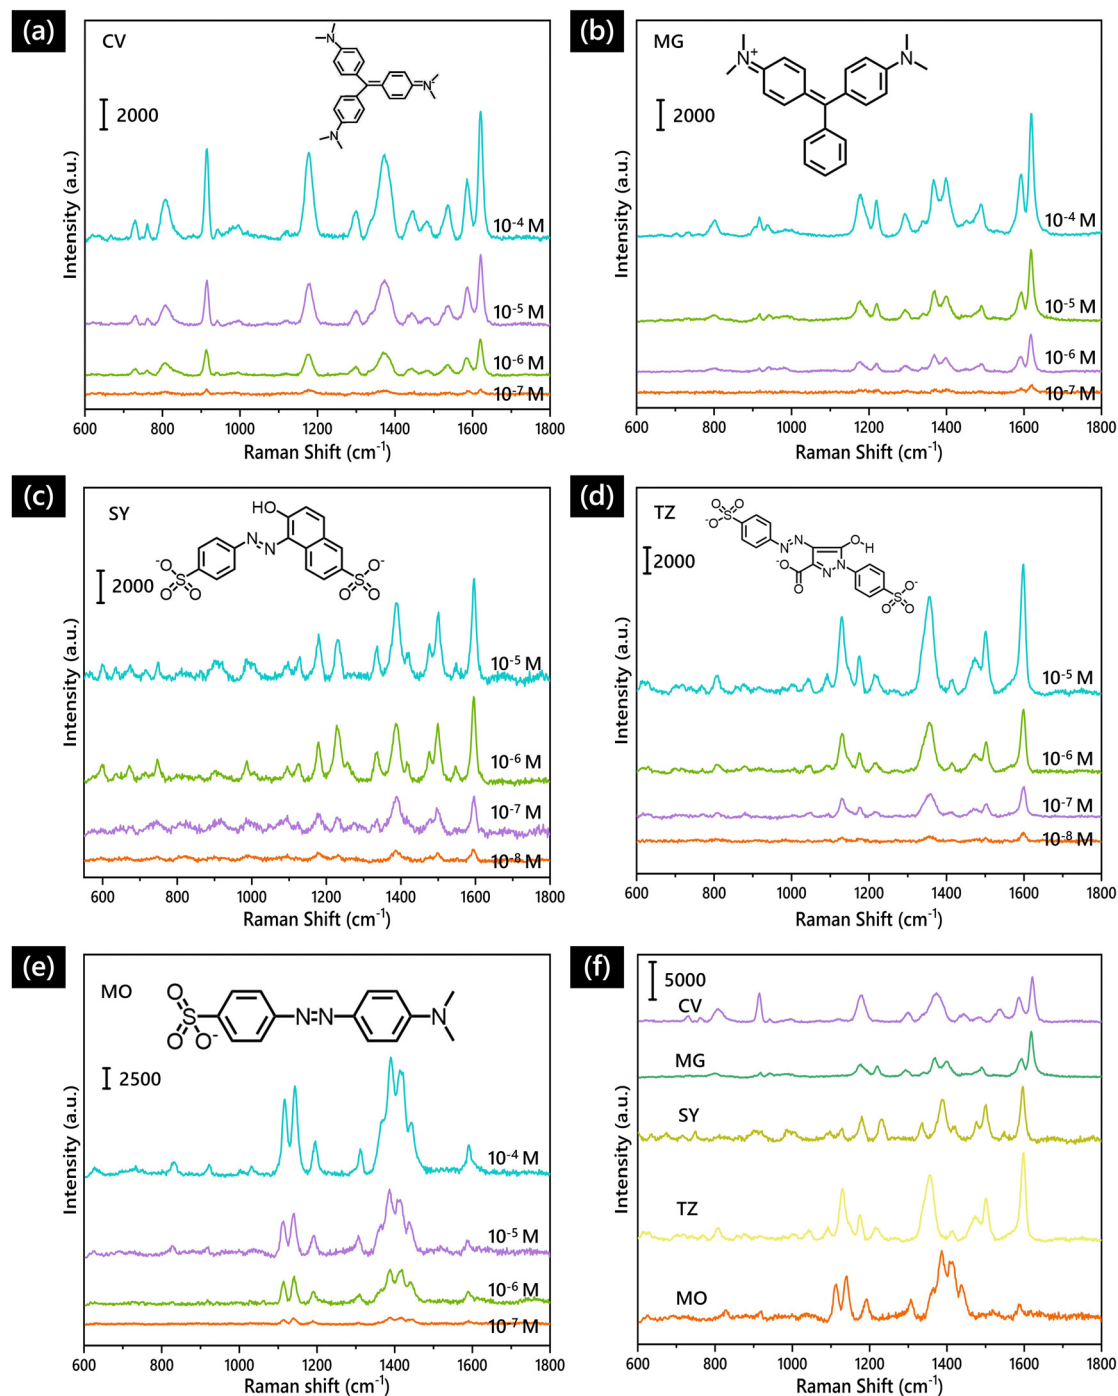 (a)
CV
2000
N
N
N
10⁻⁴ M
10⁻⁵ M
10⁻⁶ M
10⁻⁷ M
Intensity (a.u.)
600 800 1000 1200 1400 1600 1800
Raman Shift (cm⁻¹)
(b)
MG
2000
N⁺
N
10⁻⁴ M
10⁻⁵ M
10⁻⁶ M
10⁻⁷ M
Intensity (a.u.)
600 800 1000 1200 1400 1600 1800
Raman Shift (cm⁻¹)
(c)
SY
2000
HO
N
N
O⁻
S
O O
O⁻
S
O O
10⁻⁵ M
10⁻⁶ M
10⁻⁷ M
10⁻⁸ M
Intensity (a.u.)
600 800 1000 1200 1400 1600 1800
Raman Shift (cm⁻¹)
(d)
TZ
2000
O O
S
⁻O
N
N
O H
⁻O
O
N N
O⁻
S
O O
10⁻⁵ M
10⁻⁶ M
10⁻⁷ M
10⁻⁸ M
Intensity (a.u.)
600 800 1000 1200 1400 1600 1800
Raman Shift (cm⁻¹)
(e)
MO
2500
O
S
O O⁻
N=N
N
10⁻⁴ M
10⁻⁵ M
10⁻⁶ M
10⁻⁷ M
Intensity (a.u.)
600 800 1000 1200 1400 1600 1800
Raman shift (cm⁻¹)
(f)
5000
CV
MG
SY
TZ
MO
Intensity (a.u.)
600 800 1000 1200 1400 1600 1800
Raman Shift (cm⁻¹)